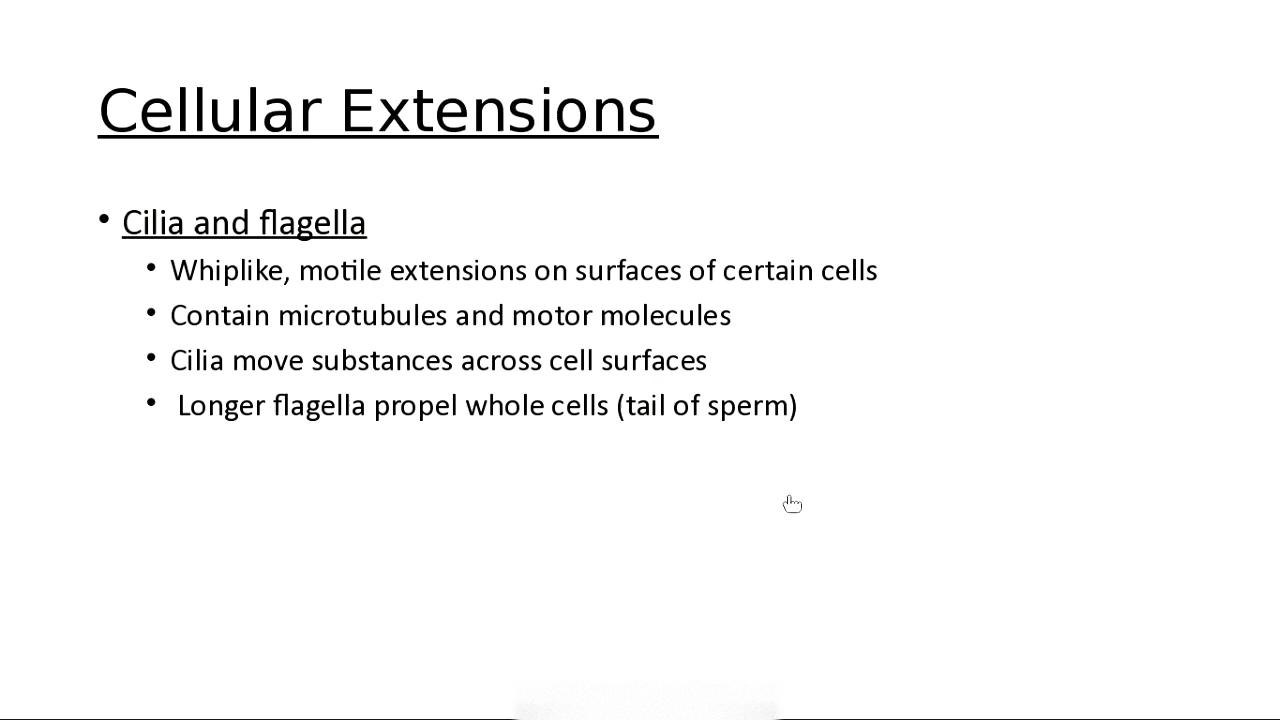 Cellular Extensions
• Cilia and flagella
• Whiplike, motile extensions on surfaces of certain cells
• Contain microtubules and motor molecules
• Cilia move substances across cell surfaces
• Longer flagella propel whole cells (tail of sperm)